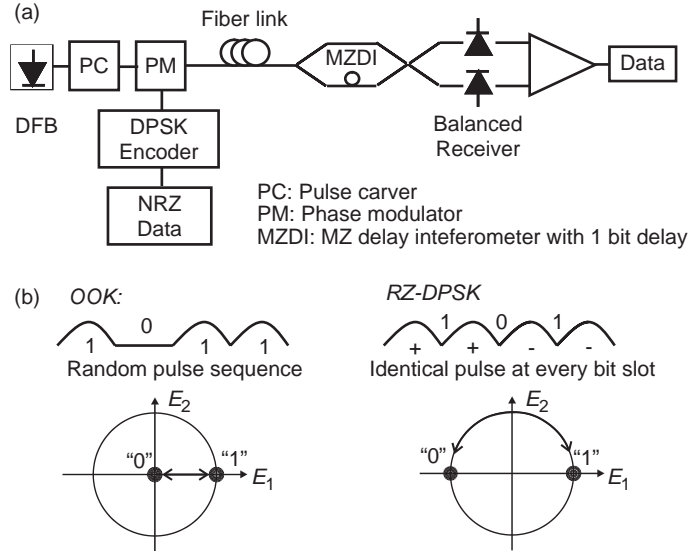 (a)
Fiber link
PC
PM
MZDI
Data
DFB
DPSK
Encoder
Balanced
Receiver
NRZ
Data
PC: Pulse carver
PM: Phase modulator
MZDI: MZ delay inteferometer with 1 bit delay
(b)
OOK:
1 0 1 1
Random pulse sequence
E2
"0" "1"
E1
RZ-DPSK
1 0 1
+ + - -
Identical pulse at every bit slot
E2
"0" "1"
E1